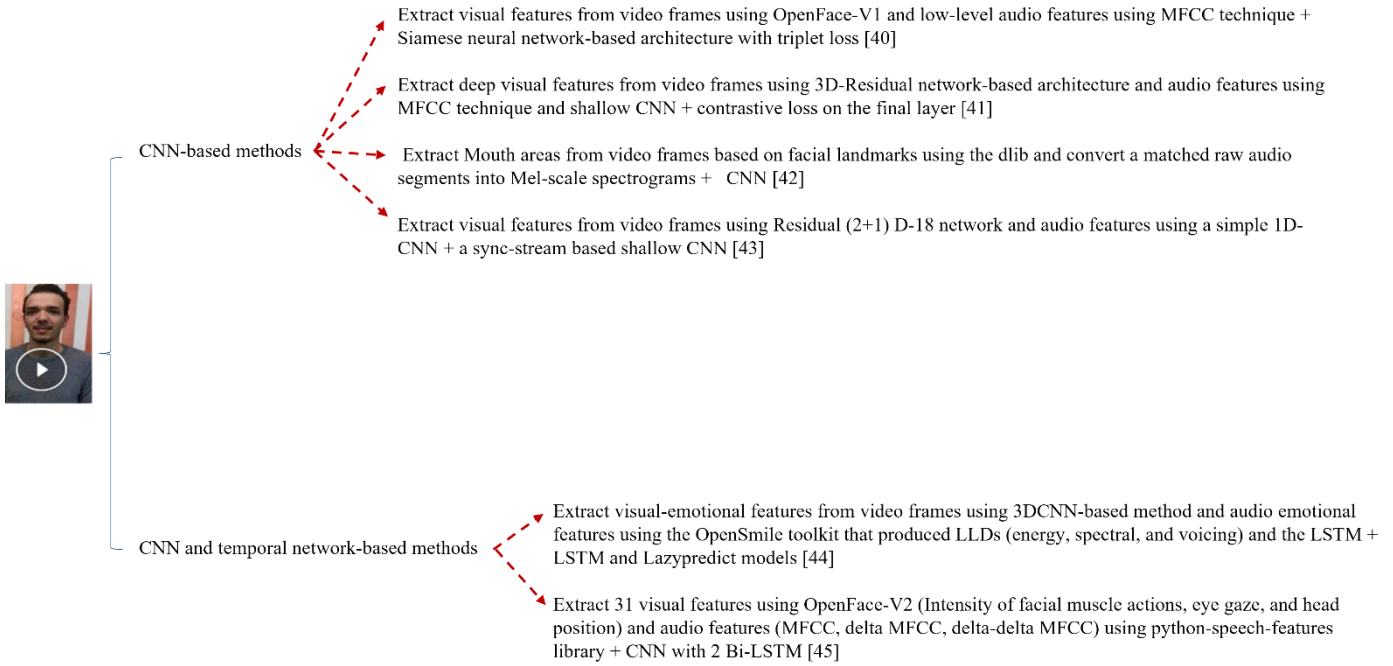 Extract visual features from video frames using OpenFace-V1 and low-level audio features using MFCC technique +
Siamese neural network-based architecture with triplet loss [40]
Extract deep visual features from video frames using 3D-Residual network-based architecture and audio features using
MFCC technique and shallow CNN + contrastive loss on the final layer [41]
CNN-based methods
Extract Mouth areas from video frames based on facial landmarks using the dlib and convert a matched raw audio
segments into Mel-scale spectrograms + CNN [42]
Extract visual features from video frames using Residual (2+1) D-18 network and audio features using a simple 1D-
CNN + a sync-stream based shallow CNN [43]
Extract visual-emotional features from video frames using 3DCNN-based method and audio emotional
features using the OpenSmile toolkit that produced LLDs (energy, spectral, and voicing) and the LSTM +
LSTM and Lazypredict models [44]
CNN and temporal network-based methods
Extract 31 visual features using OpenFace-V2 (Intensity of facial muscle actions, eye gaze, and head
position) and audio features (MFCC, delta MFCC, delta-delta MFCC) using python-speech-features
library + CNN with 2 Bi-LSTM [45]